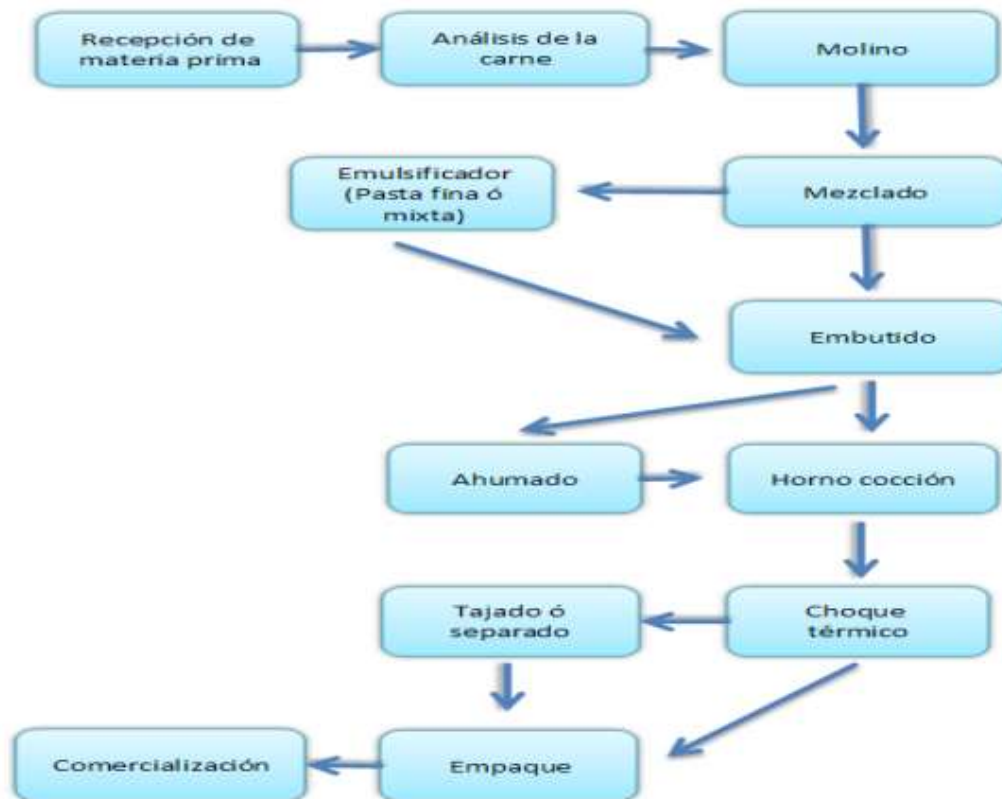 Recepción de
materia prima
Análisis de la
carne
Molino
Emulsificador
(Pasta fina ó
mixta)
Mezclado
Embutido
Ahumado
Horno cocción
Tajado ó
separado
Choque
térmico
Comercialización
Empaque